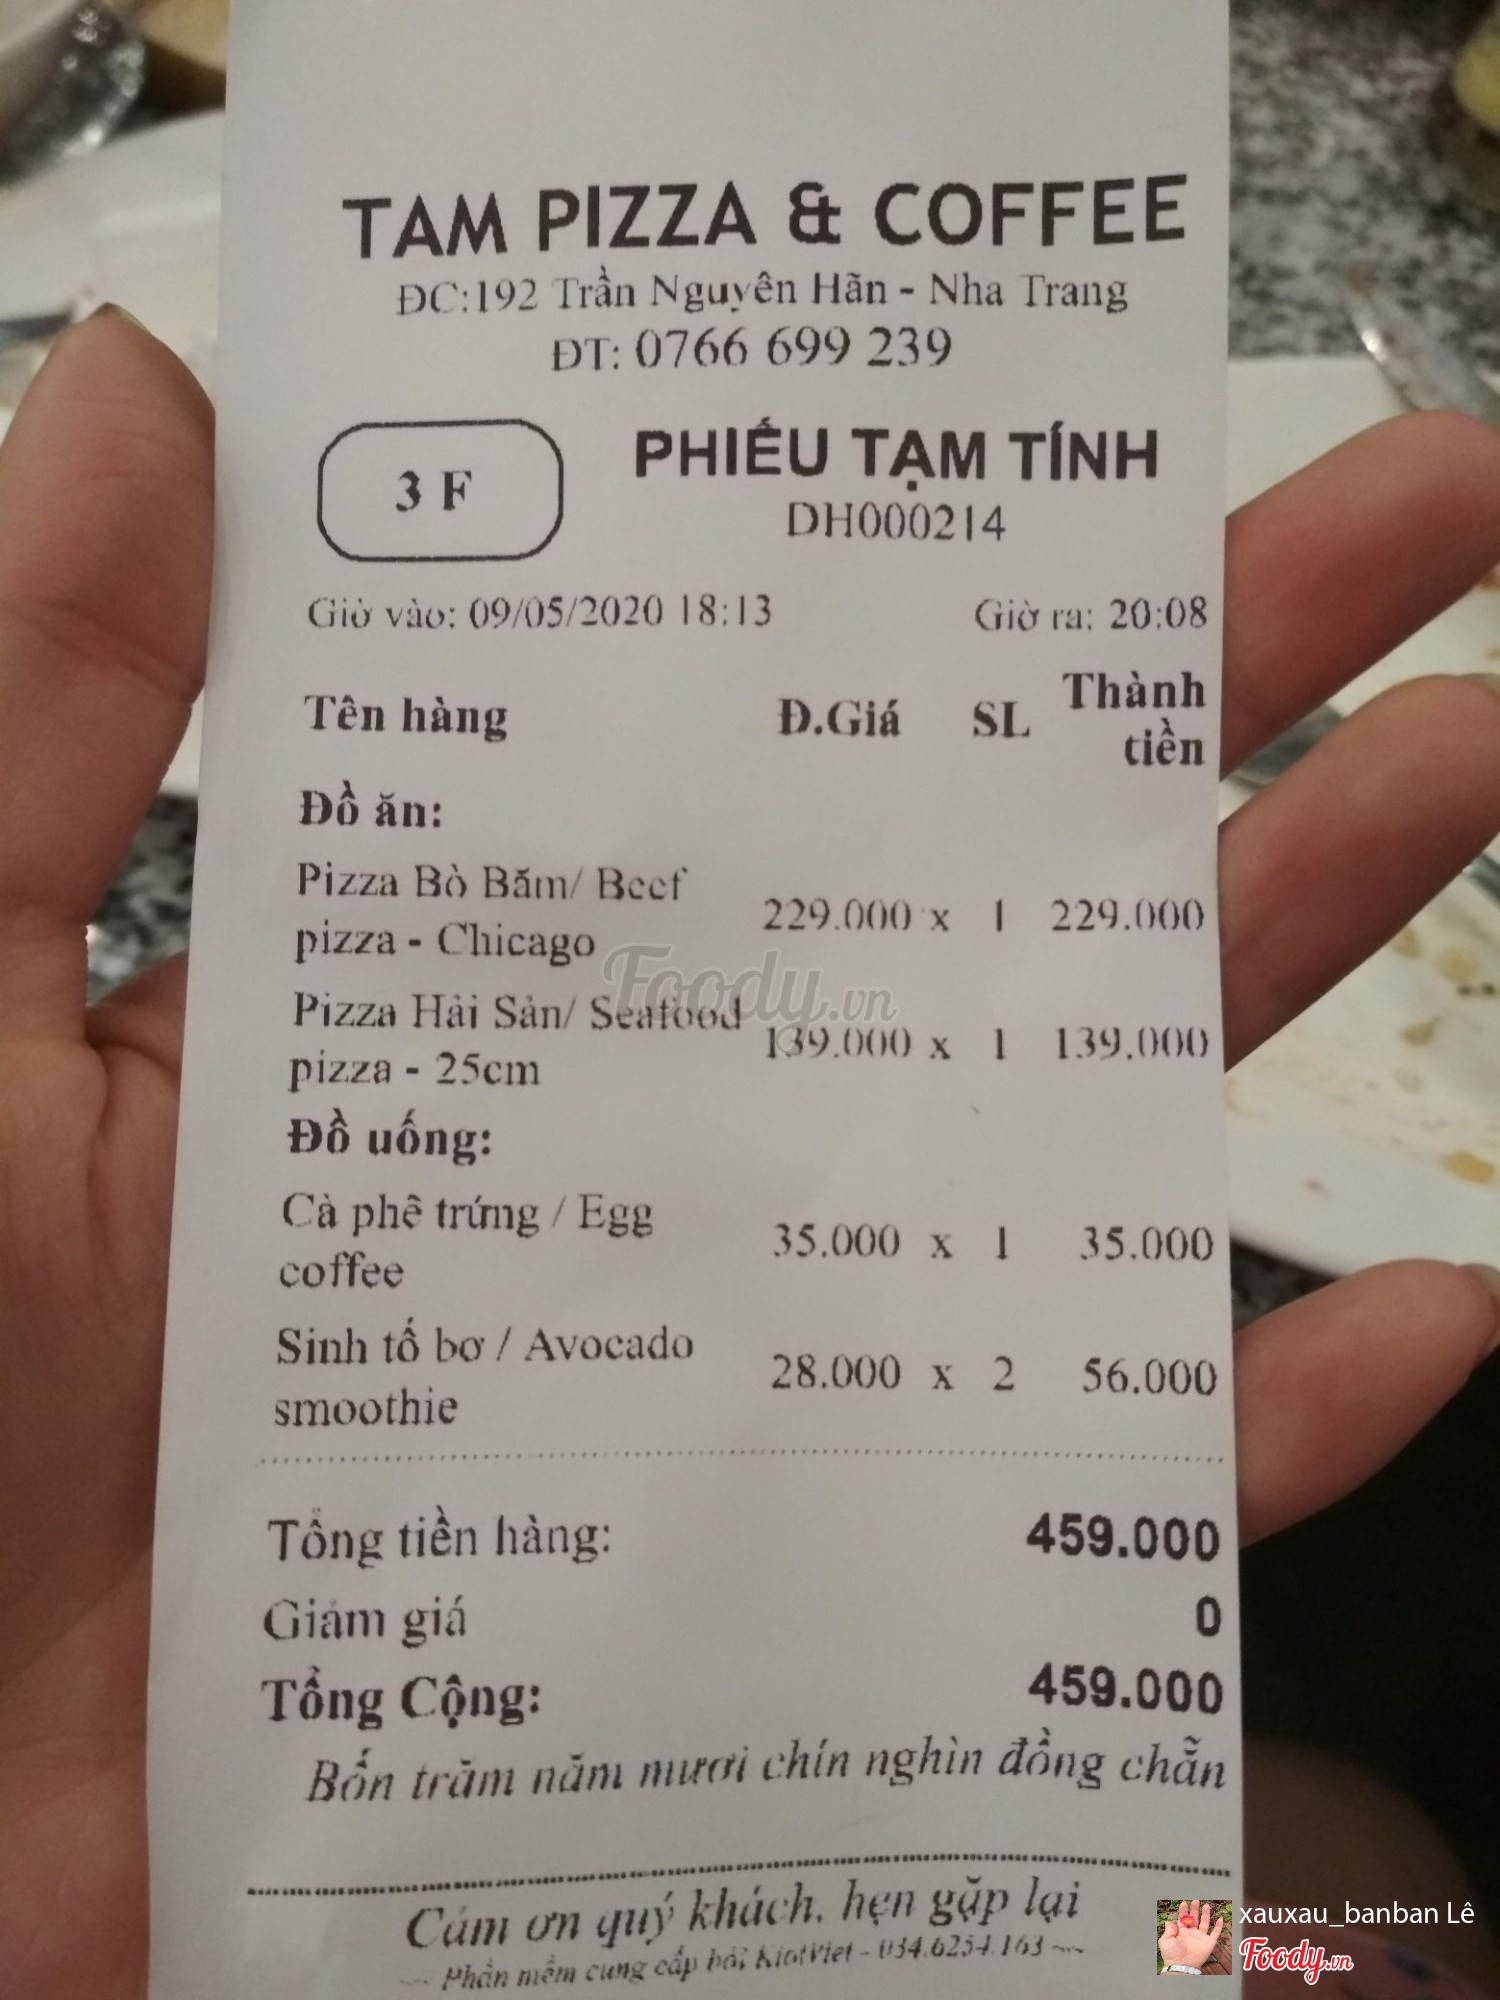 TAM PIZZA & COFFEE
ĐC:192 Trần Nguyên Hãn - Nha Trang
ĐT: 0766 699 239
3 F
PHIẾU TẠM TÍNH
DH000214
Giờ vào: 09/05/2020 18:13 Giờ ra: 20:08
Tên hàng Đ.Giá SL Thành tiền
Đồ ăn:
Pizza Bò Băm/ Beef
pizza - Chicago 229.000 x 1 229.000
Pizza Hải Sản/ Seafood
pizza - 25cm 139.000 x 1 139.000
Foody.vn
Đồ uống:
Cà phê trứng / Egg
coffee 35.000 x 1 35.000
Sinh tố bơ / Avocado
smoothie 28.000 x 2 56.000
Tổng tiền hàng: 459.000
Giảm giá 0
Tổng Cộng: 459.000
Bốn trăm năm mươi chín nghìn đồng chẵn
Cảm ơn quý khách, hẹn gặp lại
Phần mềm cung cấp bởi KiotViet - 034.6254.163
xauxau_banban Lê
Foody.vn